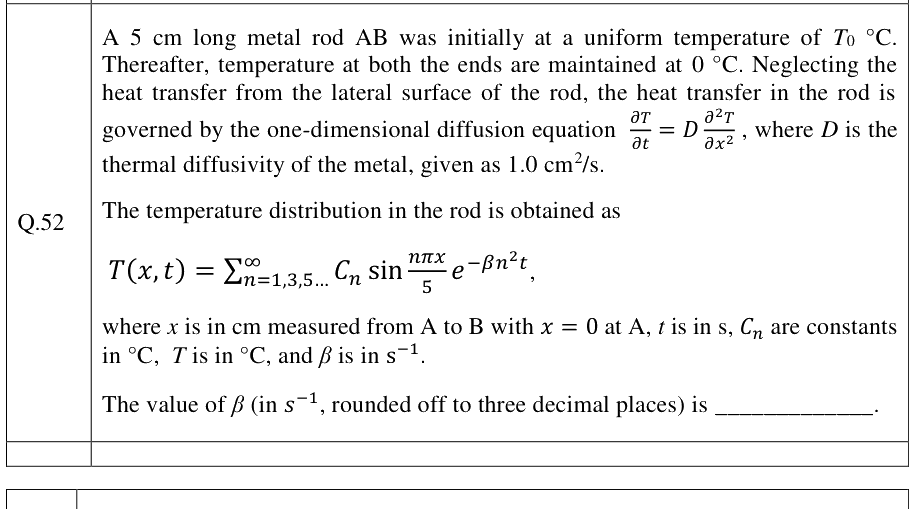 A 5 cm long metal rod AB was initially at a uniform temperature of T₀ °C.
Thereafter, temperature at both the ends are maintained at 0 °C. Neglecting the
heat transfer from the lateral surface of the rod, the heat transfer in the rod is
governed by the one-dimensional diffusion equation ∂T/∂t = D ∂²T/∂x² , where D is the
thermal diffusivity of the metal, given as 1.0 cm²/s.
Q.52
The temperature distribution in the rod is obtained as
T(x, t) = ∑_{n=1,3,5…}^{∞} Cₙ sin (nπx/5) e^{−βn²t},
where x is in cm measured from A to B with x = 0 at A, t is in s, Cₙ are constants
in °C, T is in °C, and β is in s⁻¹.
The value of β (in s⁻¹, rounded off to three decimal places) is _____________.